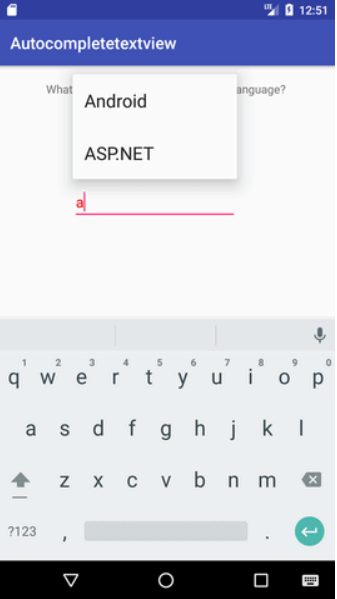 LTE 12:51
Autocompletetextview
What anguage?
Android
ASP.NET
a
1 2 3 4 5 6 7 8 9 0
q w e r t y u i o p
a s d f g h j k l
z x c v b n m
?123 , .